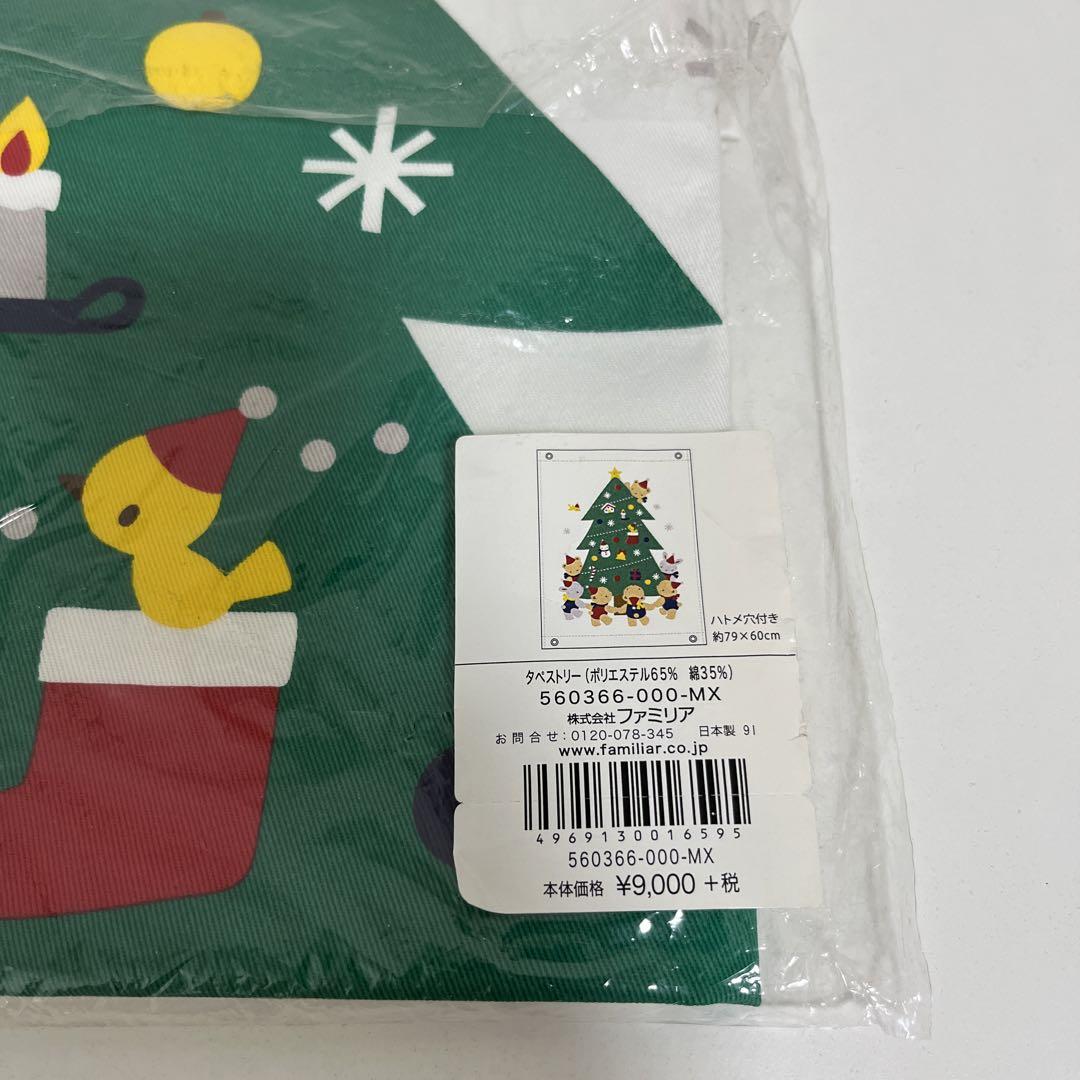 ハトメ穴付き
約79×60cm
タペストリー(ポリエステル65% 綿35%)
560366-000-MX
株式会社ファミリア
お問合せ:0120-078-345 日本製 91
www.familiar.co.jp
4969130016595
560366-000-MX
本体価格 ¥9,000+税